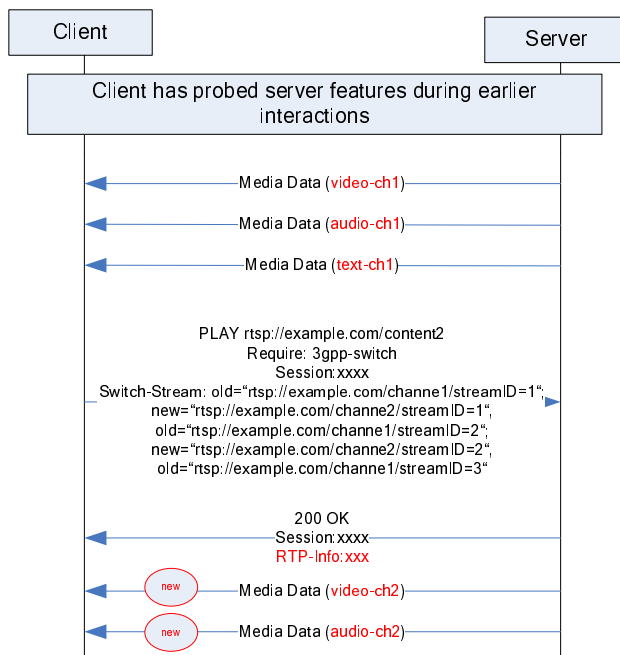 Client
Server
Client has probed server features during earlier
interactions
Media Data (video-ch1)
Media Data (audio-ch1)
Media Data (text-ch1)
PLAY rtsp://example.com/content2
Require: 3gpp-switch
Session:xxxx
Switch-Stream: old=“rtsp://example.com/channe1/streamID=1“;
new=“rtsp://example.com/channe2/streamID=1“,
old=“rtsp://example.com/channe1/streamID=2“;
new=“rtsp://example.com/channe2/streamID=2“,
old=“rtsp://example.com/channe1/streamID=3“
200 OK
Session:xxxx
RTP-Info:xxx
new
Media Data (video-ch2)
new
Media Data (audio-ch2)